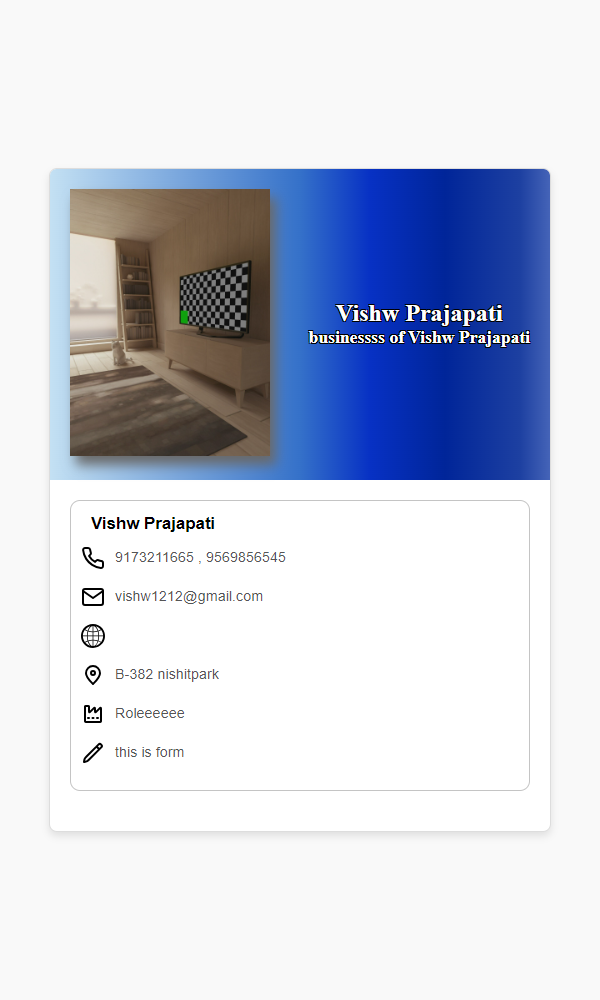 Vishw Prajapati
businessss of Vishw Prajapati
Vishw Prajapati
9173211665 , 9569856545
vishw1212@gmail.com
B-382 nishitpark
Roleeeeee
this is form